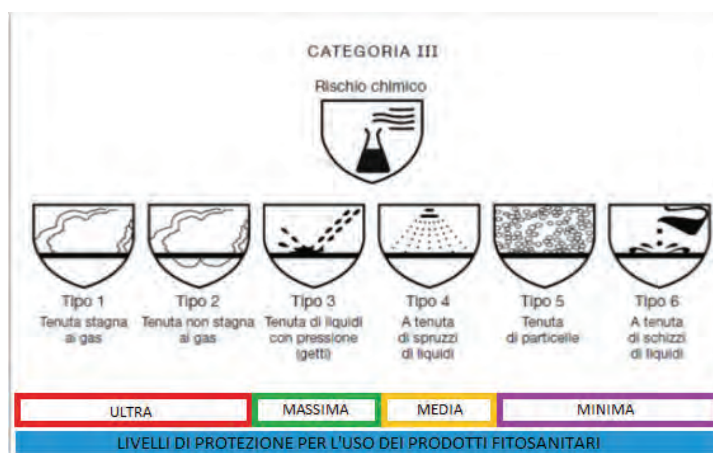 CATEGORIA III
Rischio chimico
Tipo 1
Tenuta stagna
ai gas
Tipo 2
Tenuta non stagna
ai gas
Tipo 3
Tenuta di liquidi
con pressione
(getti)
Tipo 4
A tenuta
di spruzzi
di liquidi
Tipo 5
Tenuta
di particelle
Tipo 6
A tenuta
di schizzi
di liquidi
ULTRA
MASSIMA
MEDIA
MINIMA
LIVELLI DI PROTEZIONE PER L'USO DEI PRODOTTI FITOSANITARI